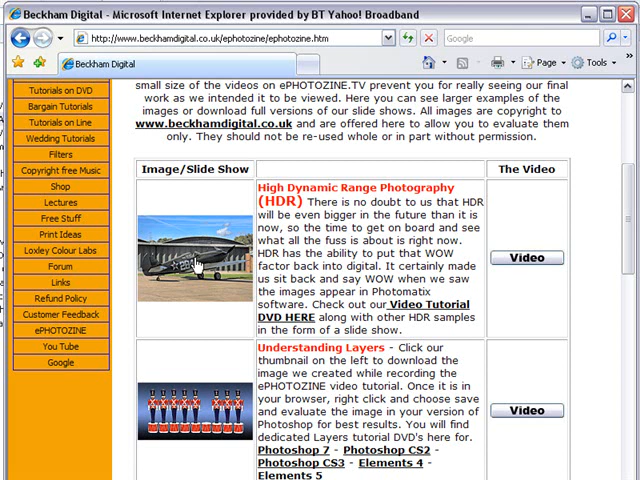 Beckham Digital - Microsoft Internet Explorer provided by BT Yahoo! Broadband
http://www.beckhamdigital.co.uk/ephotozine/ephotozine.htm
Google
Beckham Digital
Page
Tools
Tutorials on DVD
Bargain Tutorials
Tutorials on Line
Wedding Tutorials
Filters
Copyright free Music
Shop
Lectures
Free Stuff
Print Ideas
Loxley Colour Labs
Forum
Links
Refund Policy
Customer Feedback
ePHOTOZINE
You Tube
Google
small size of the videos on ePHOTOZINE.TV prevent you for really seeing our final
work as we intended it to be viewed. Here you can see larger examples of the
images or download full versions of our slide shows. All images are copyright to
www.beckhamdigital.co.uk and are offered here to allow you to evaluate them
only. They should not be re-used whole or in part without permission.
Image/Slide Show
The Video
High Dynamic Range Photography
(HDR) There is no doubt to us that HDR
will be even bigger in the future than it is
now, so the time to get on board and see
what all the fuss is about is right now.
HDR has the ability to put that WOW
factor back into digital. It certainly made
us sit back and say WOW when we saw
the images appear in Photomatix
software. Check out our Video Tutorial
DVD HERE along with other HDR samples
in the form of a slide show.
Video
Understanding Layers - Click our
thumbnail on the left to download the
image we created while recording the
ePHOTOZINE video tutorial. Once it is in
your browser, right click and choose save
and evaluate the image in your version of
Photoshop for best results. You will find
dedicated Layers tutorial DVD's here for.
Photoshop 7 - Photoshop CS2 -
Photoshop CS3 - Elements 4 -
Elements 5
Video